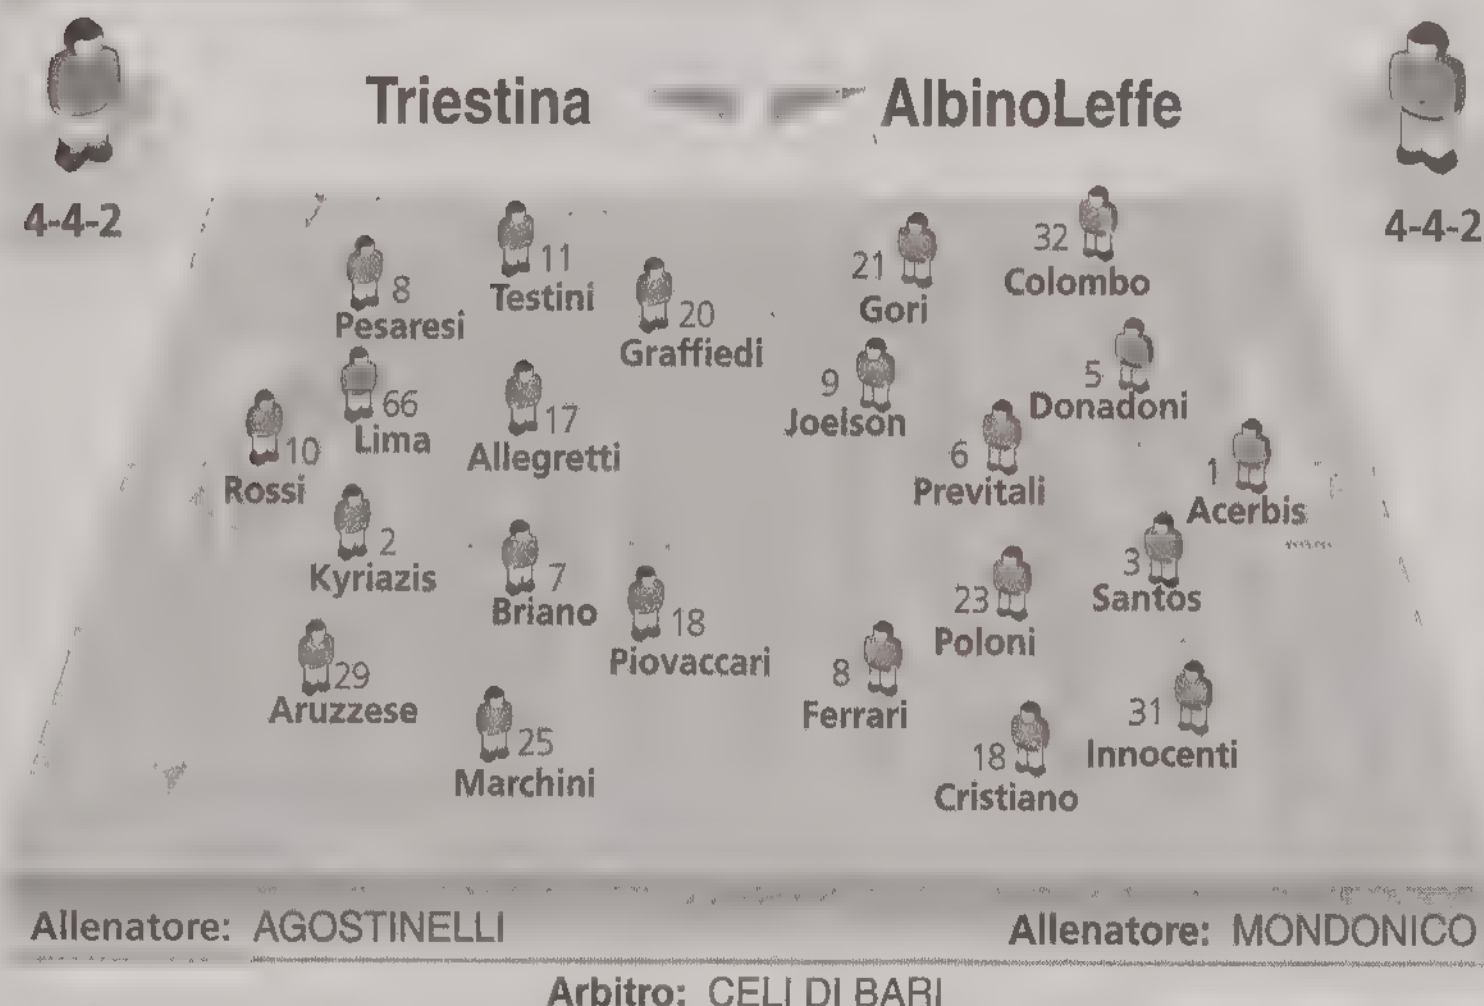 Triestina AlbinoLeffe
4-4-2 4-4-2
8
Pesaresi
11
Testini
20
Graffiedi
66
Lima
10
Rossi
17
Allegretti
2
Kyriazis
7
Briano
18
Piovaccari
29
Aruzzese
25
Marchini
21
Gori
32
Colombo
9
Joelson
5
Donadoni
6
Previtali
1
Acerbis
3
Santos
23
Poloni
8
Ferrari
31
Innocenti
18
Cristiano
Allenatore: AGOSTINELLI Allenatore: MONDONICO
Arbitro: CELI DI BARI